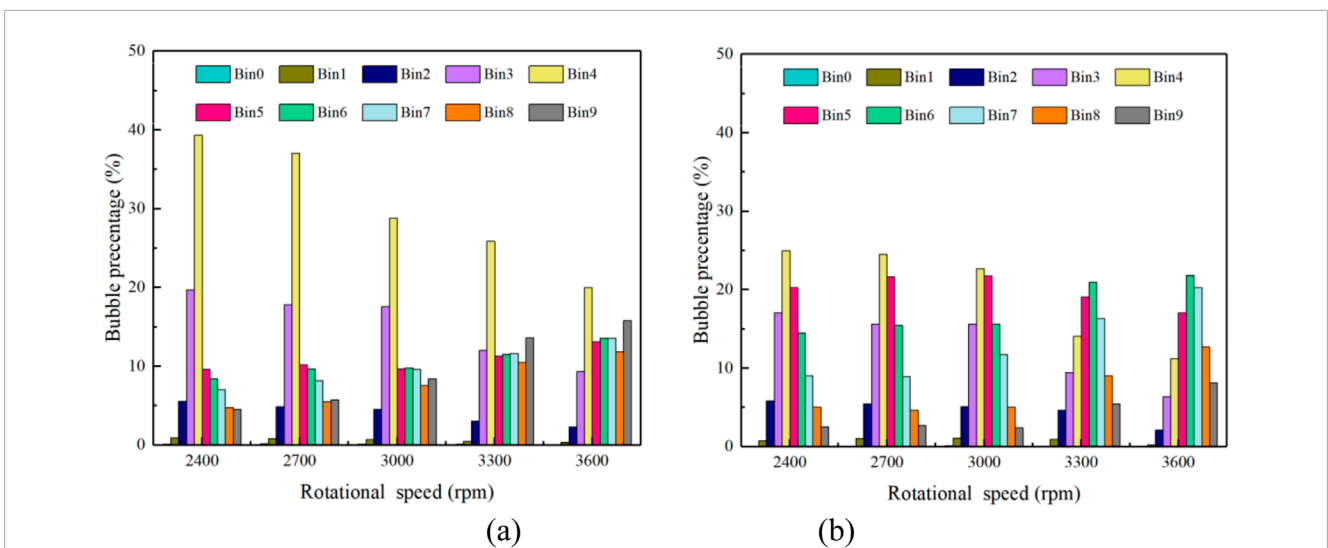 50
40
30
20
10
0
Bubble precentage (%)
Bin0 Bin1 Bin2 Bin3 Bin4
Bin5 Bin6 Bin7 Bin8 Bin9
2400 2700 3000 3300 3600
Rotational speed (rpm)
(a)
50
40
30
20
10
0
Bubble precentage (%)
Bin0 Bin1 Bin2 Bin3 Bin4
Bin5 Bin6 Bin7 Bin8 Bin9
2400 2700 3000 3300 3600
Rotational speed (rpm)
(b)